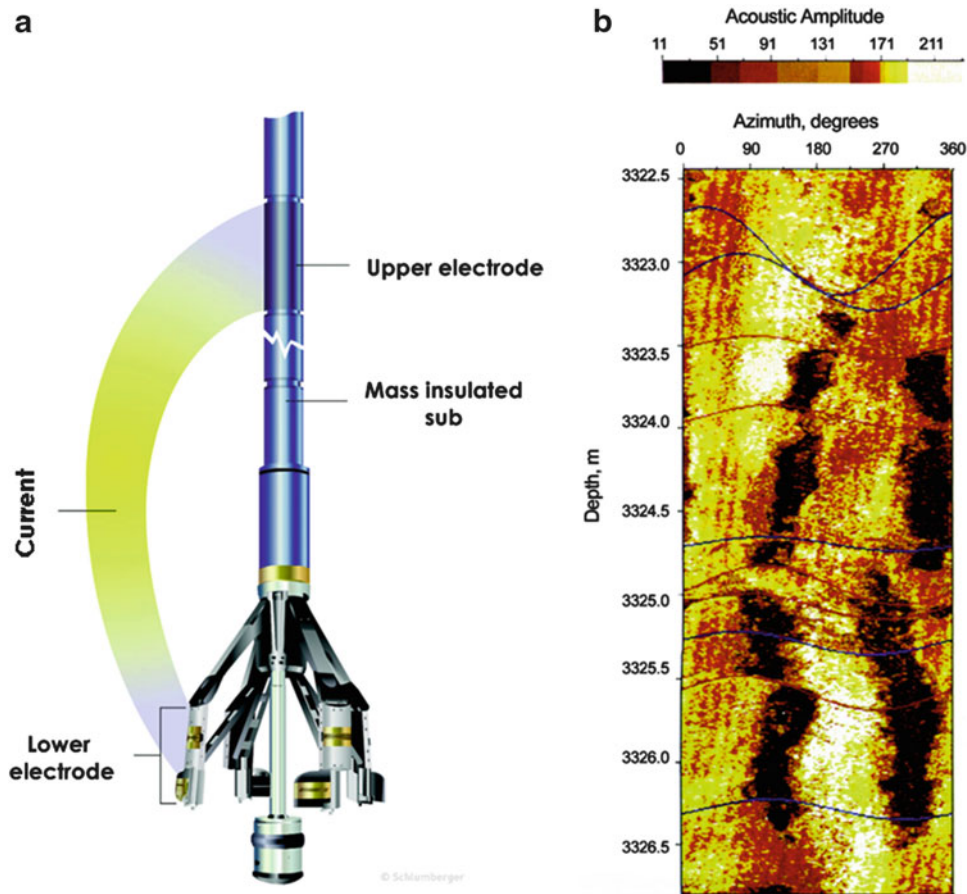 a
Upper electrode
Mass insulated
sub
Current
Lower
electrode
© Schlumberger
b
Acoustic Amplitude
11 51 91 131 171 211
Azimuth, degrees
0 90 180 270 360
Depth, m
3322.5
3323.0
3323.5
3324.0
3324.5
3325.0
3325.5
3326.0
3326.5